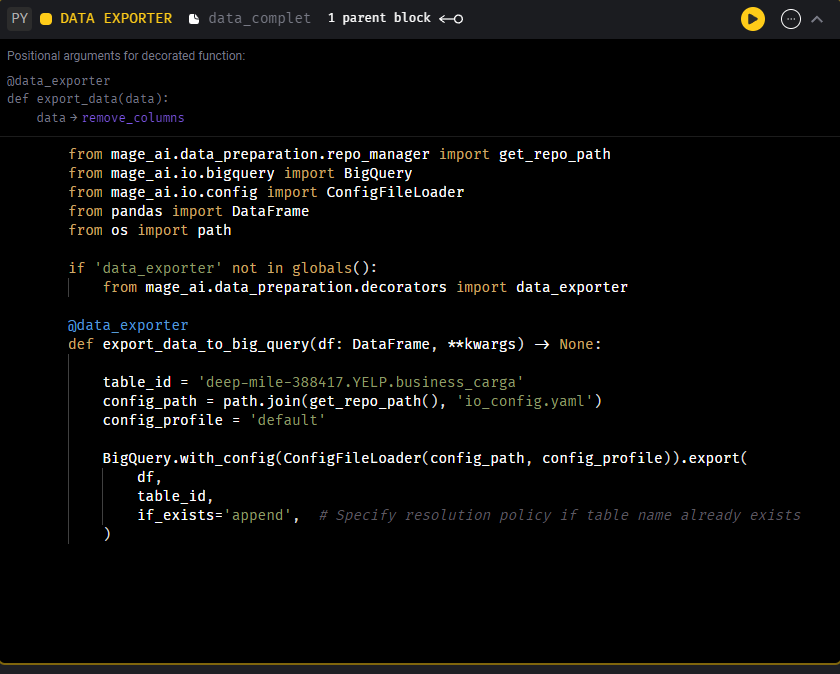 PY DATA EXPORTER data_complet 1 parent block
Positional arguments for decorated function:
@data_exporter
def export_data(data):
data → remove_columns
from mage_ai.data_preparation.repo_manager import get_repo_path
from mage_ai.io.bigquery import BigQuery
from mage_ai.io.config import ConfigFileLoader
from pandas import DataFrame
from os import path
if 'data_exporter' not in globals():
from mage_ai.data_preparation.decorators import data_exporter
@data_exporter
def export_data_to_big_query(df: DataFrame, **kwargs) -> None:
table_id = 'deep-mile-388417.YELP.business_carga'
config_path = path.join(get_repo_path(), 'io_config.yaml')
config_profile = 'default'
BigQuery.with_config(ConfigFileLoader(config_path, config_profile)).export(
df,
table_id,
if_exists='append',  # Specify resolution policy if table name already exists
)